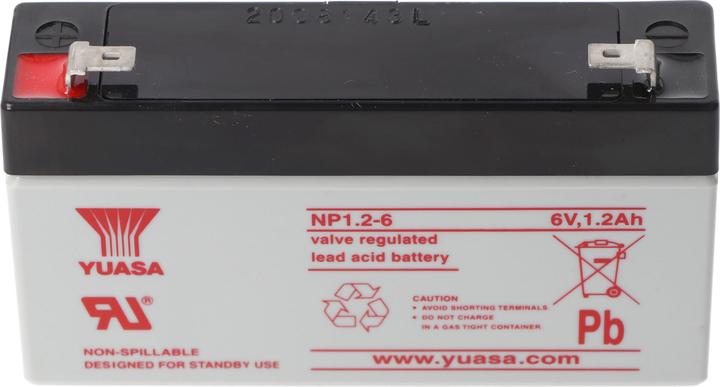 20C8143L
YUASA
NP1.2-6
6V,1.2Ah
valve regulated
lead acid battery
CAUTION
• AVOID SHORTING TERMINALS.
• DO NOT CHARGE
IN A GAS TIGHT CONTAINER.
Pb
NON-SPILLABLE
DESIGNED FOR STANDBY USE
www.yuasa.com